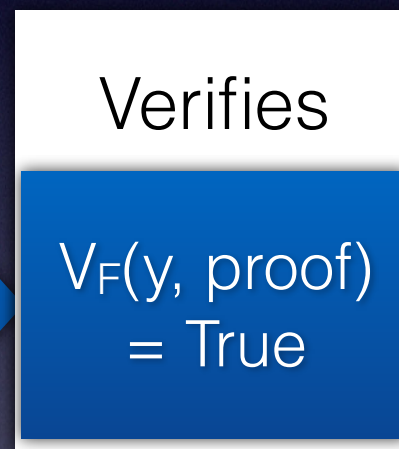 Verifies
VF(y, proof)
= True